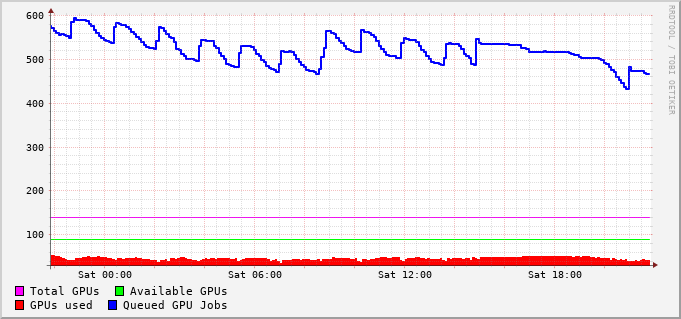 600
500
400
300
200
100
Sat 00:00 Sat 06:00 Sat 12:00 Sat 18:00
Total GPUs Available GPUs
GPUs used Queued GPU Jobs
RRDTOOL / TOBI OETIKER